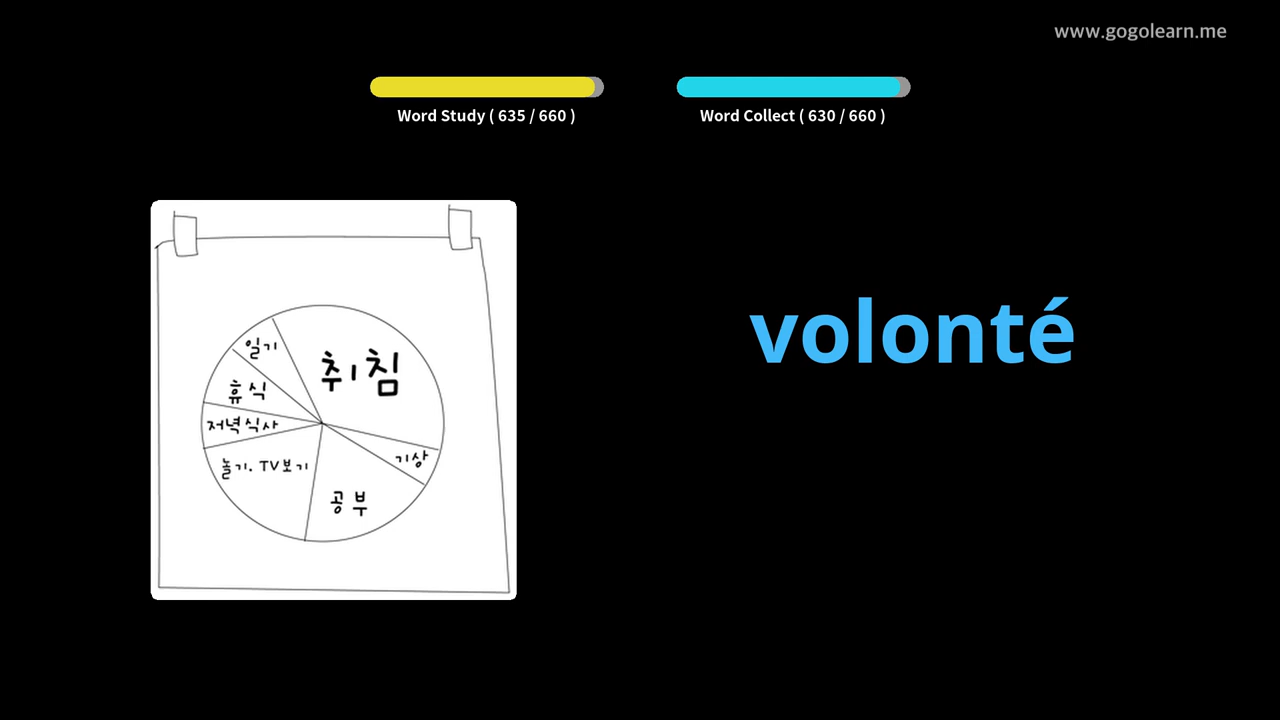 www.gogolearn.me
Word Study ( 635 / 660 )
Word Collect ( 630 / 660 )
volonté
일기
취침
휴식
저녁식사
놀기. TV보기
기상
공부